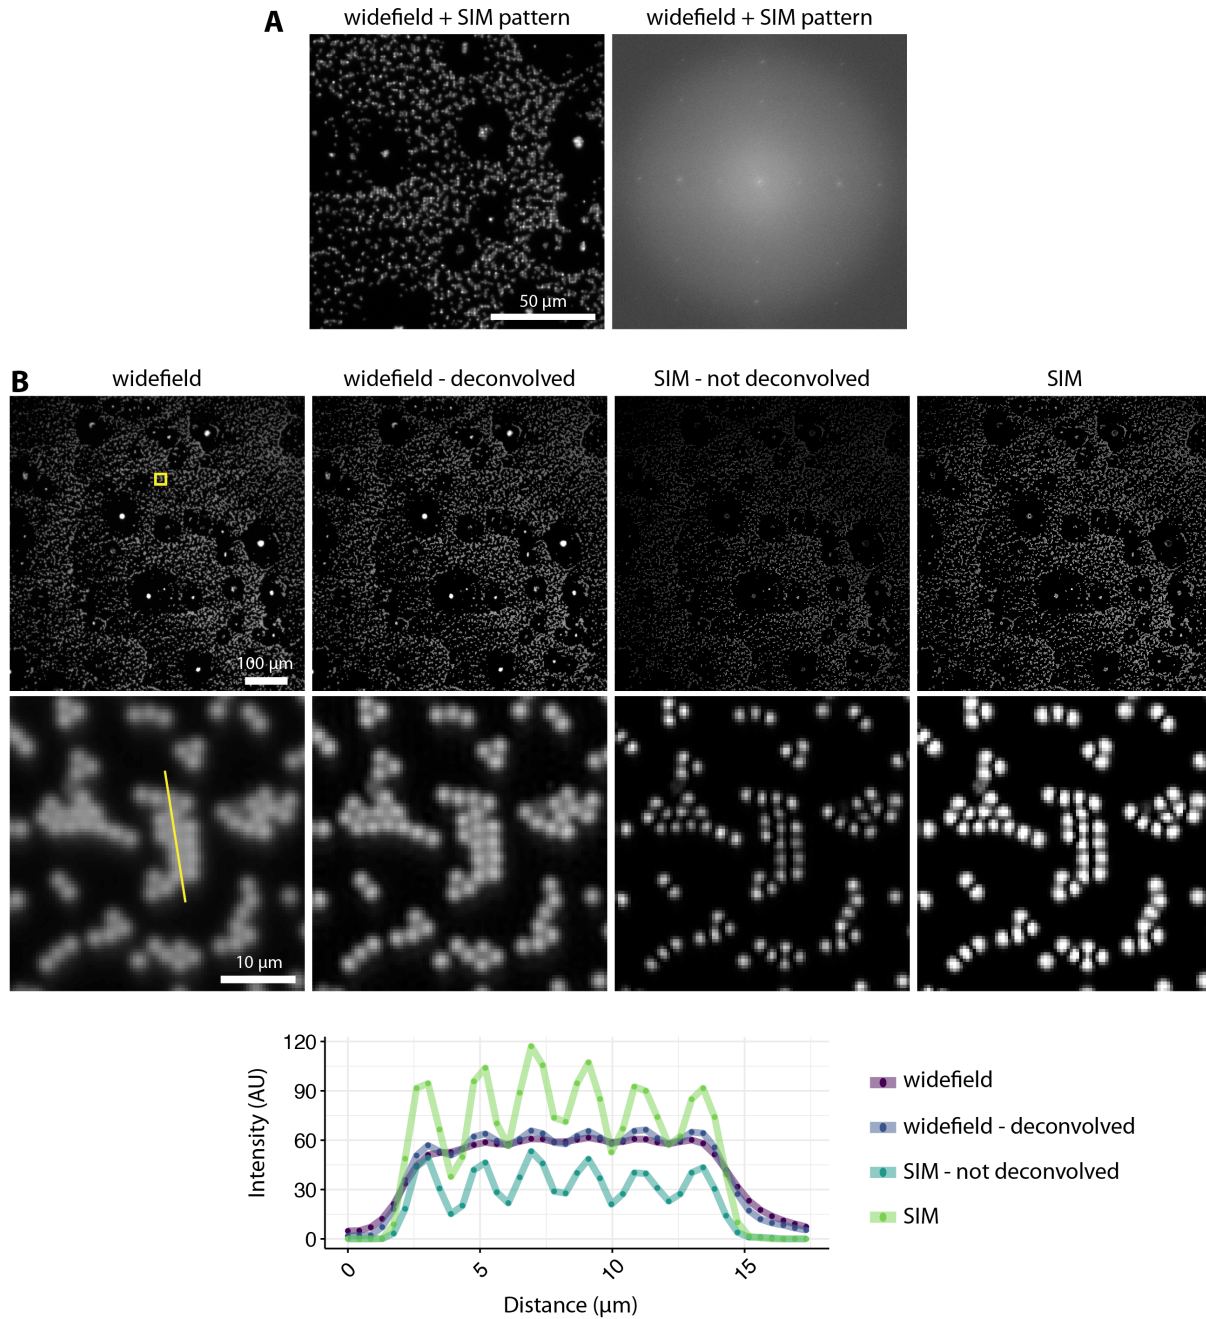 A
widefield + SIM pattern
widefield + SIM pattern
50 µm
B
widefield
widefield - deconvolved
SIM - not deconvolved
SIM
100 µm
10 µm
Intensity (AU)
120
90
60
30
0
0
5
10
15
Distance (µm)
widefield
widefield - deconvolved
SIM - not deconvolved
SIM